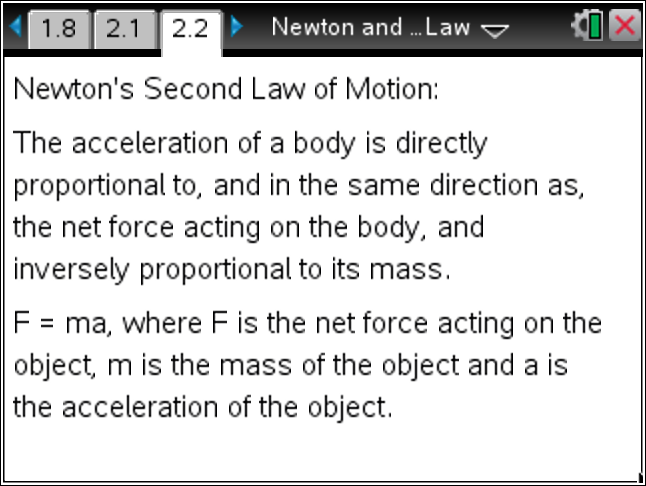 1.8 2.1 2.2 Newton and ...Law
Newton's Second Law of Motion:
The acceleration of a body is directly
proportional to, and in the same direction as,
the net force acting on the body, and
inversely proportional to its mass.
F = ma, where F is the net force acting on the
object, m is the mass of the object and a is
the acceleration of the object.